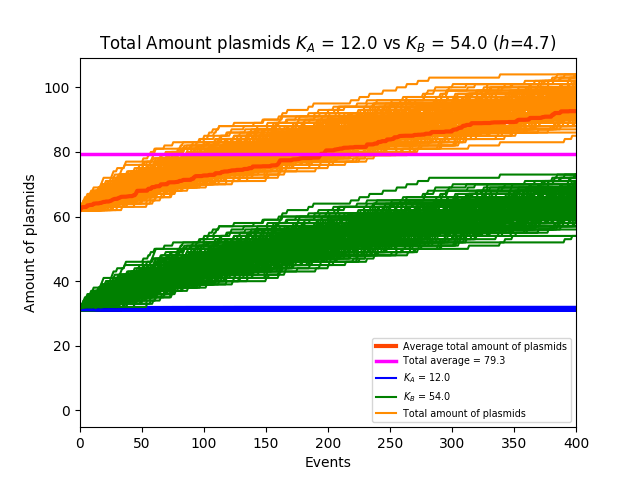 Total Amount plasmids K_A = 12.0 vs K_B = 54.0 (h=4.7)
Amount of plasmids
100
80
60
40
20
0
Average total amount of plasmids
Total average = 79.3
K_A = 12.0
K_B = 54.0
Total amount of plasmids
0 50 100 150 200 250 300 350 400
Events